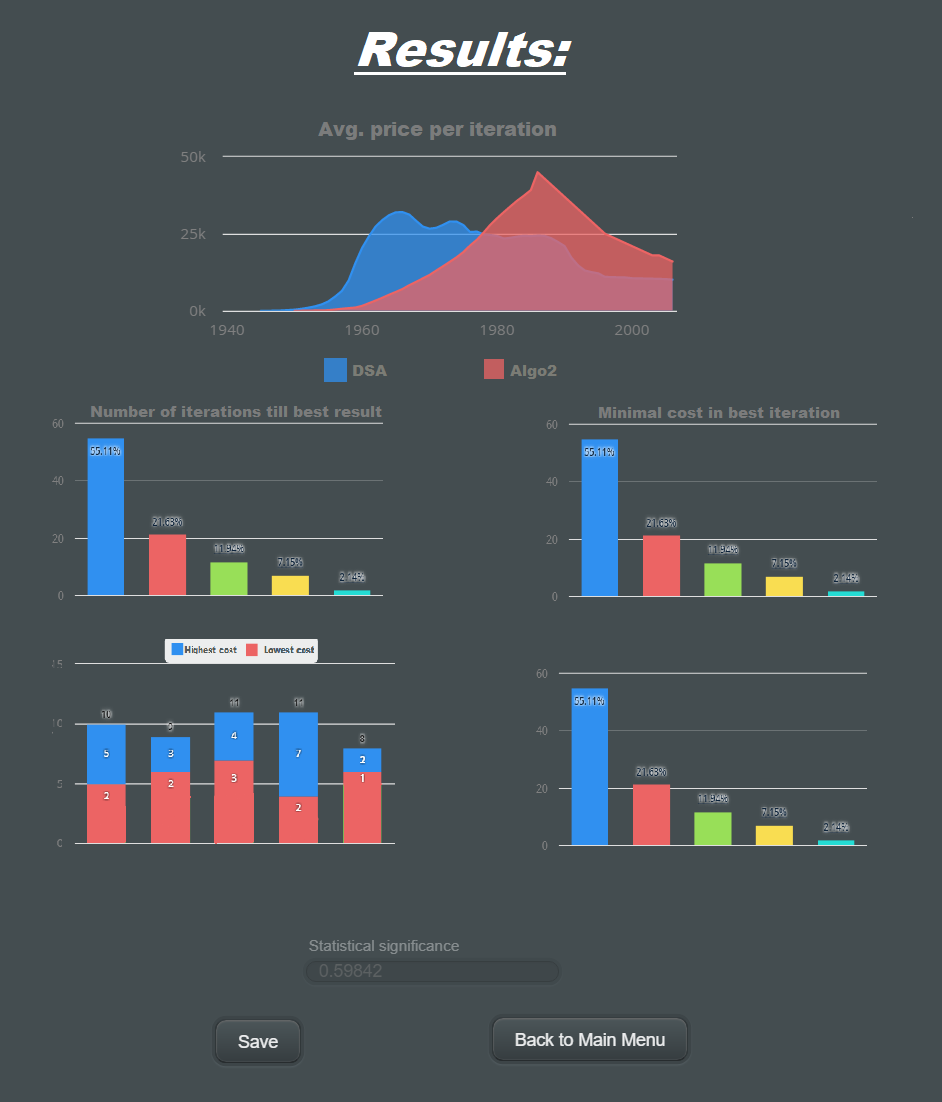 Results:
Avg. price per iteration
50k
25k
0k
1940 1960 1980 2000
DSA Algo2
Number of iterations till best result
60
55.11%
40
21.63%
20
11.94%
7.15%
2.14%
0
Minimal cost in best iteration
60
55.11%
40
21.63%
20
11.94%
7.15%
2.14%
0
Highest cost Lowest cost
15
10 9 11 11 8
10
5 3 4 7 2
5
2 2 3 2 1
0
60
55.11%
40
21.63%
20
11.94%
7.15%
2.14%
0
Statistical significance
0.59842
Save Back to Main Menu